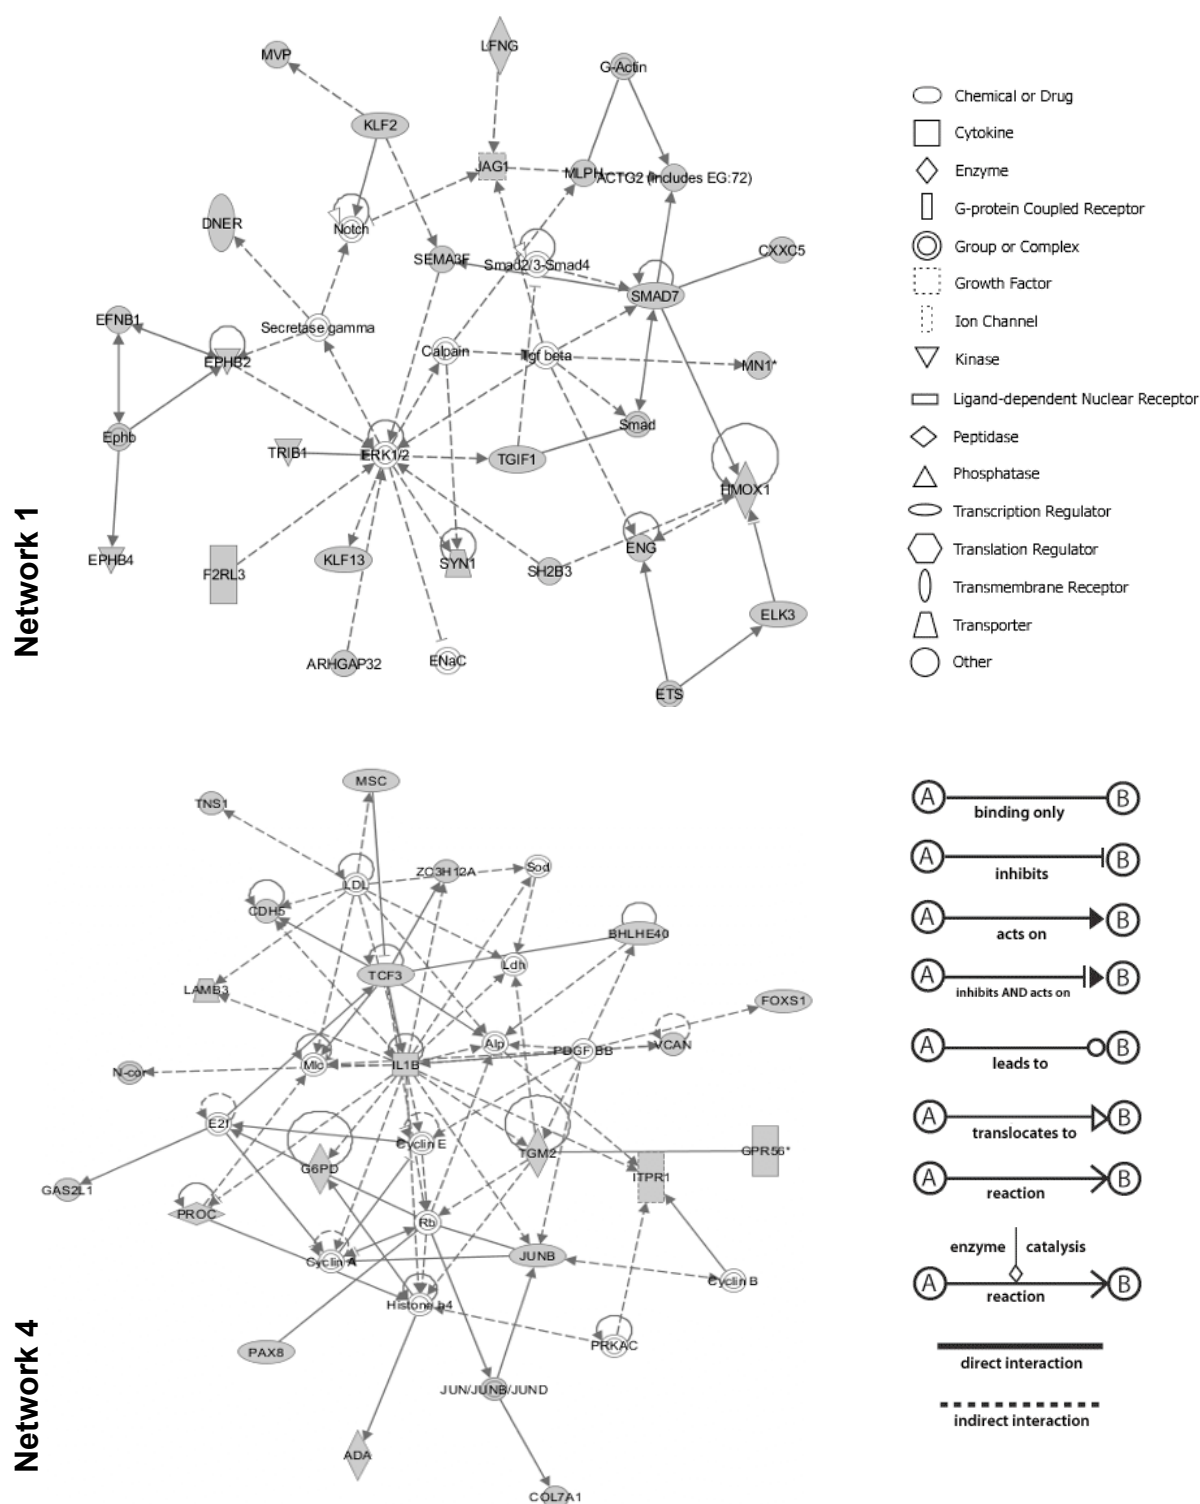 Network 1
LFNG
MVP
G-Actin
KLF2
JAG1
MLPH
ACTG2 (includes EG:72)
DNER
Notch
SEMA3F
Smad2/3-Smad4
CXXC5
SMAD7
EFNB1
Secretase gamma
EPHB2
Calpain
Tgf beta
MN1*
Ephb
TRIB1
ERK1/2
TGIF1
Smad
HMOX1
EPHB4
F2RL3
KLF13
SYN1
SH2B3
ENG
ELK3
ARHGAP32
ENaC
ETS
Chemical or Drug
Cytokine
Enzyme
G-protein Coupled Receptor
Group or Complex
Growth Factor
Ion Channel
Kinase
Ligand-dependent Nuclear Receptor
Peptidase
Phosphatase
Transcription Regulator
Translation Regulator
Transmembrane Receptor
Transporter
Other
Network 4
MSC
TNS1
LDL
ZC3H12A
Sod
CDH5
BHLHE40
TCF3
Ldh
LAMB3
FOXS1
Alp
PDGF BB
VCAN
N-cor
Mlc
IL1B
E2f
Cyclin E
G6PD
TGM2
GPR56*
ITPR1
GAS2L1
PROC
Rb
Cyclin A
JUNB
Cyclin B
Histone h4
PRKAC
PAX8
JUN/JUNB/JUND
ADA
COL7A1
A B
binding only
A B
inhibits
A B
acts on
A B
inhibits AND acts on
A B
leads to
A B
translocates to
A B
reaction
enzyme catalysis
A B
reaction
direct interaction
indirect interaction